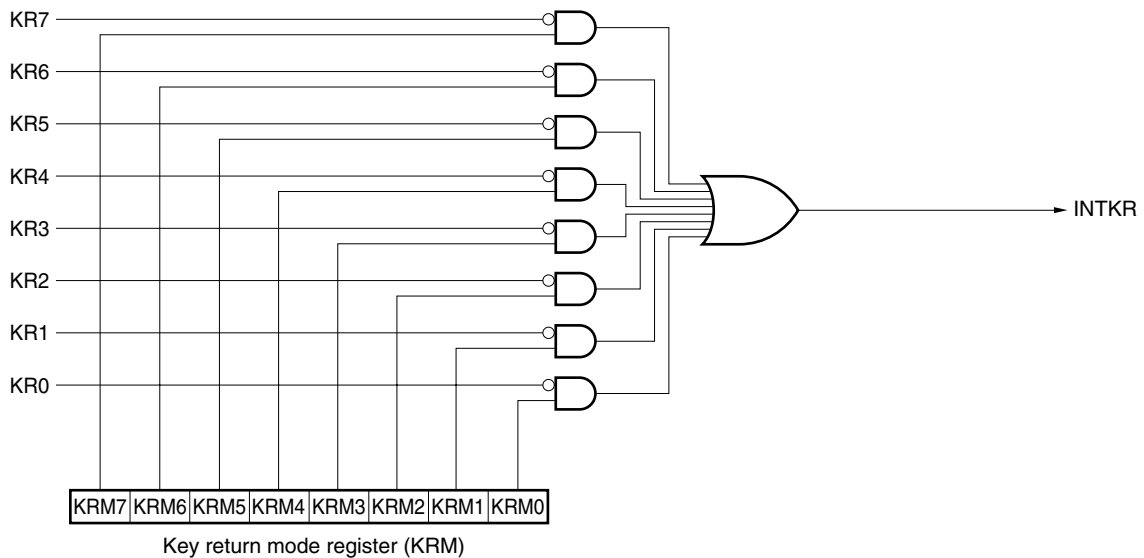 KR7
KR6
KR5
KR4
KR3
INTKR
KR2
KR1
KR0
KRM7 KRM6 KRM5 KRM4 KRM3 KRM2 KRM1 KRM0
Key return mode register (KRM)